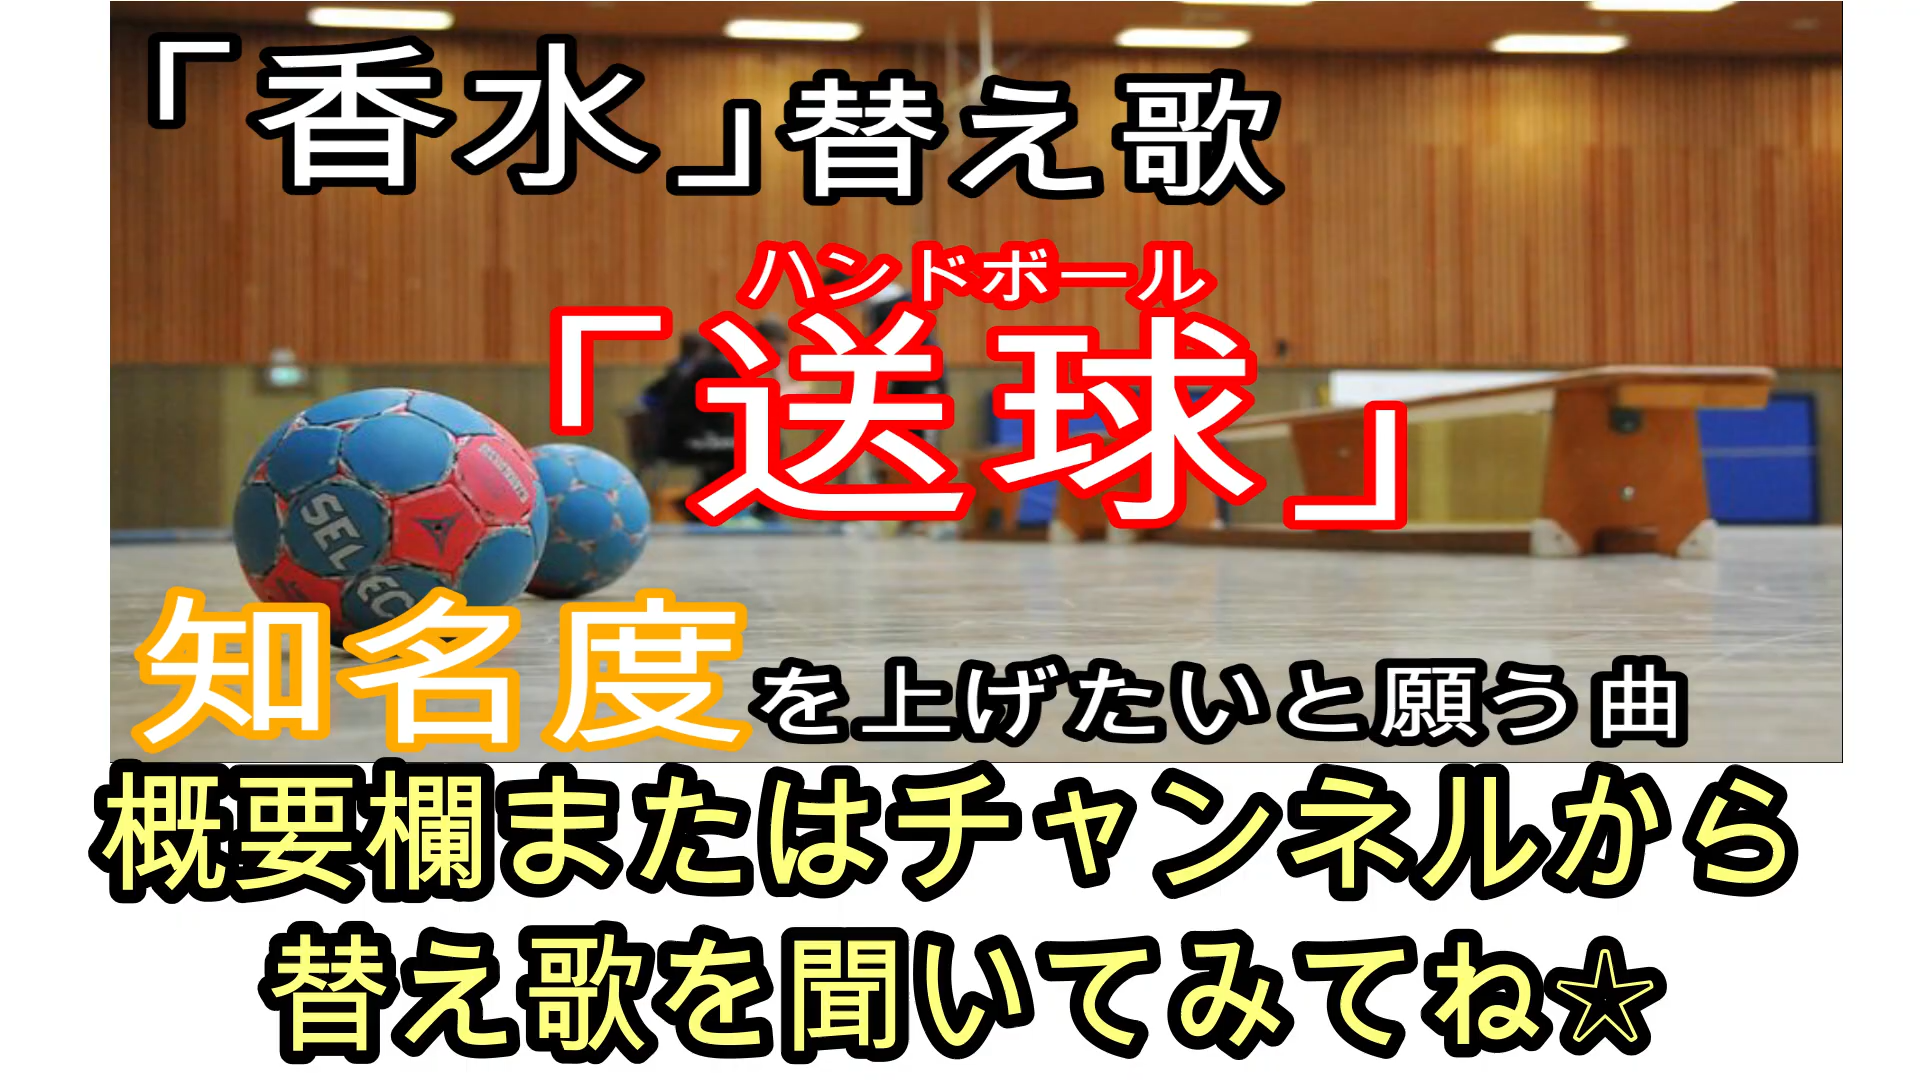 「香水」替え歌
ハンドボール
「送球」
SELEC
知名度を上げたいと願う曲
概要欄またはチャンネルから
替え歌を聞いてみてね☆